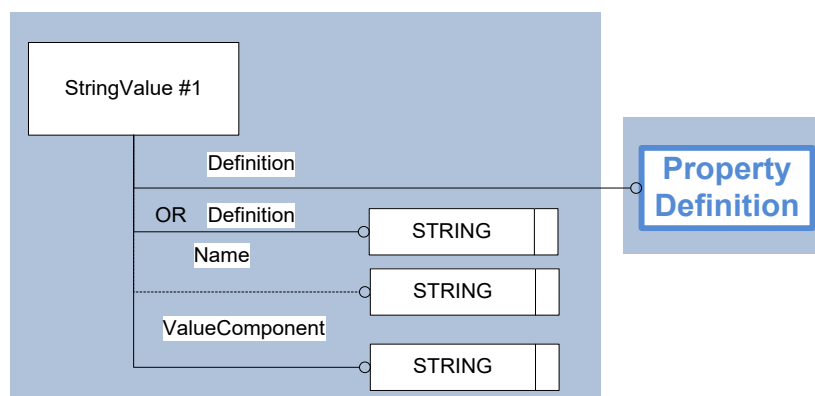 StringValue #1
Definition
Property
Definition
OR Definition
STRING
Name
STRING
ValueComponent
STRING